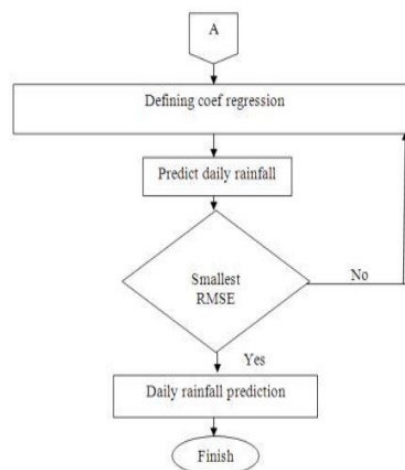 A
Defining coef regression
Predict daily rainfall
Smallest
RMSE
No
Yes
Daily rainfall prediction
Finish